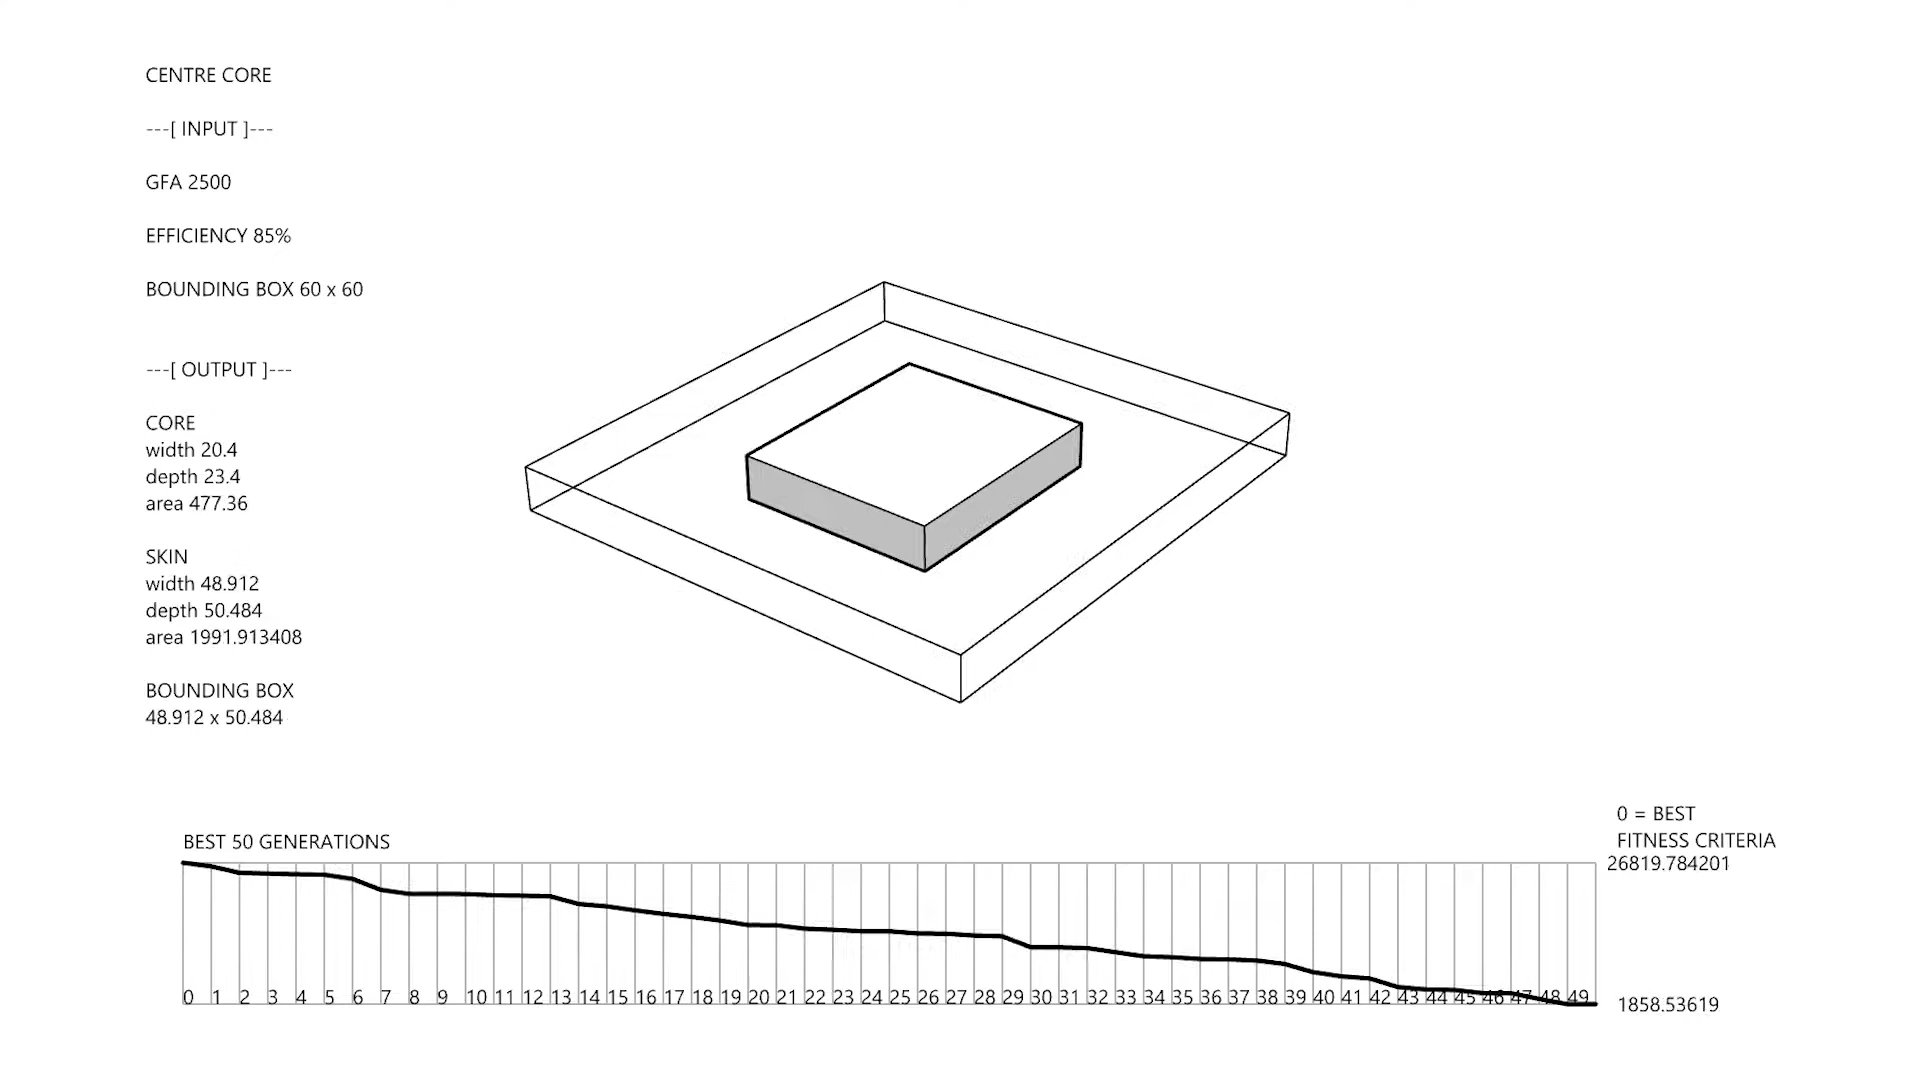 CENTRE CORE
---[ INPUT ]---
GFA 2500
EFFICIENCY 85%
BOUNDING BOX 60 x 60
---[ OUTPUT ]---
CORE
width 20.4
depth 23.4
area 477.36
SKIN
width 48.912
depth 50.484
area 1991.913408
BOUNDING BOX
48.912 x 50.484
0 = BEST
FITNESS CRITERIA
BEST 50 GENERATIONS
26819.784201
0 1 2 3 4 5 6 7 8 9 10 11 12 13 14 15 16 17 18 19 20 21 22 23 24 25 26 27 28 29 30 31 32 33 34 35 36 37 38 39 40 41 42 43 44 45 46 47 48 49
1858.53619